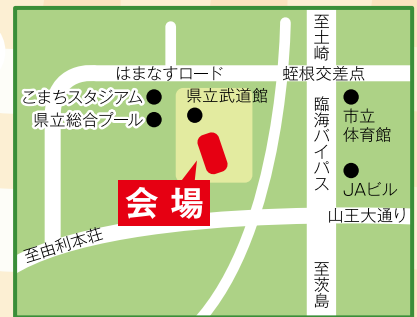 至土崎
はまなすロード
蛭根交差点
こまちスタジアム
県立武道館
県立総合プール
臨海バイパス
市立
体育館
JAビル
会場
山王大通り
至由利本荘
至茨島